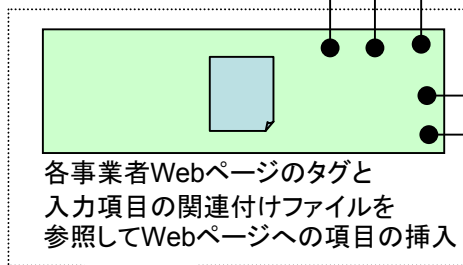 各事業者Webページのタグと
入力項目の関連付けファイルを
参照してWebページへの項目の挿入